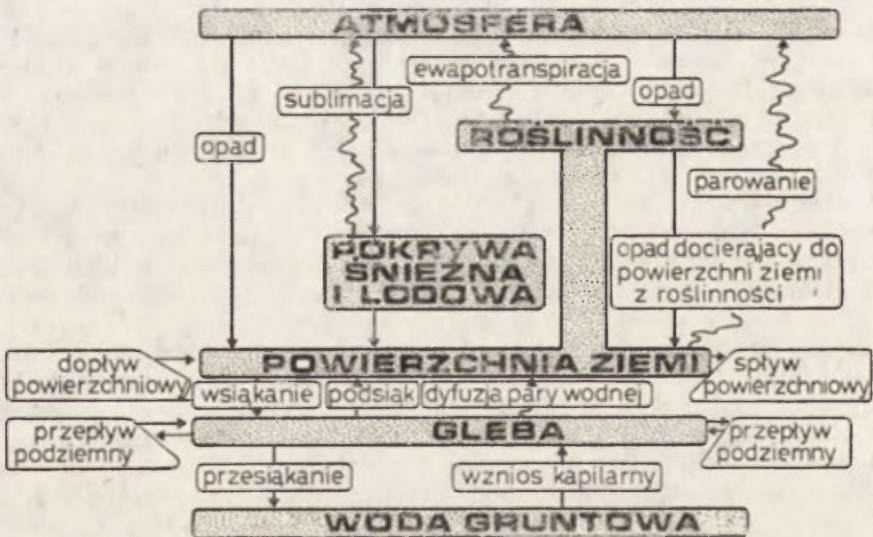 ATMOSFERA
ewapotranspiracja
sublimacja
opad
opad
ROŚLINNOŚĆ
parowanie
POKRYWA
ŚNIEŻNA
I LODOWA
opad docierający do
powierzchni ziemi
z roślinności
dopływ
powierzchniowy
POWIERZCHNIA ZIEMI
spływ
powierzchniowy
wsiąkanie
podsiąk
dyfuzja pary wodnej
przepływ
podziemny
GLEBA
przepływ
podziemny
przesiąkanie
wznios kapilarny
WODA GRUNTOWA